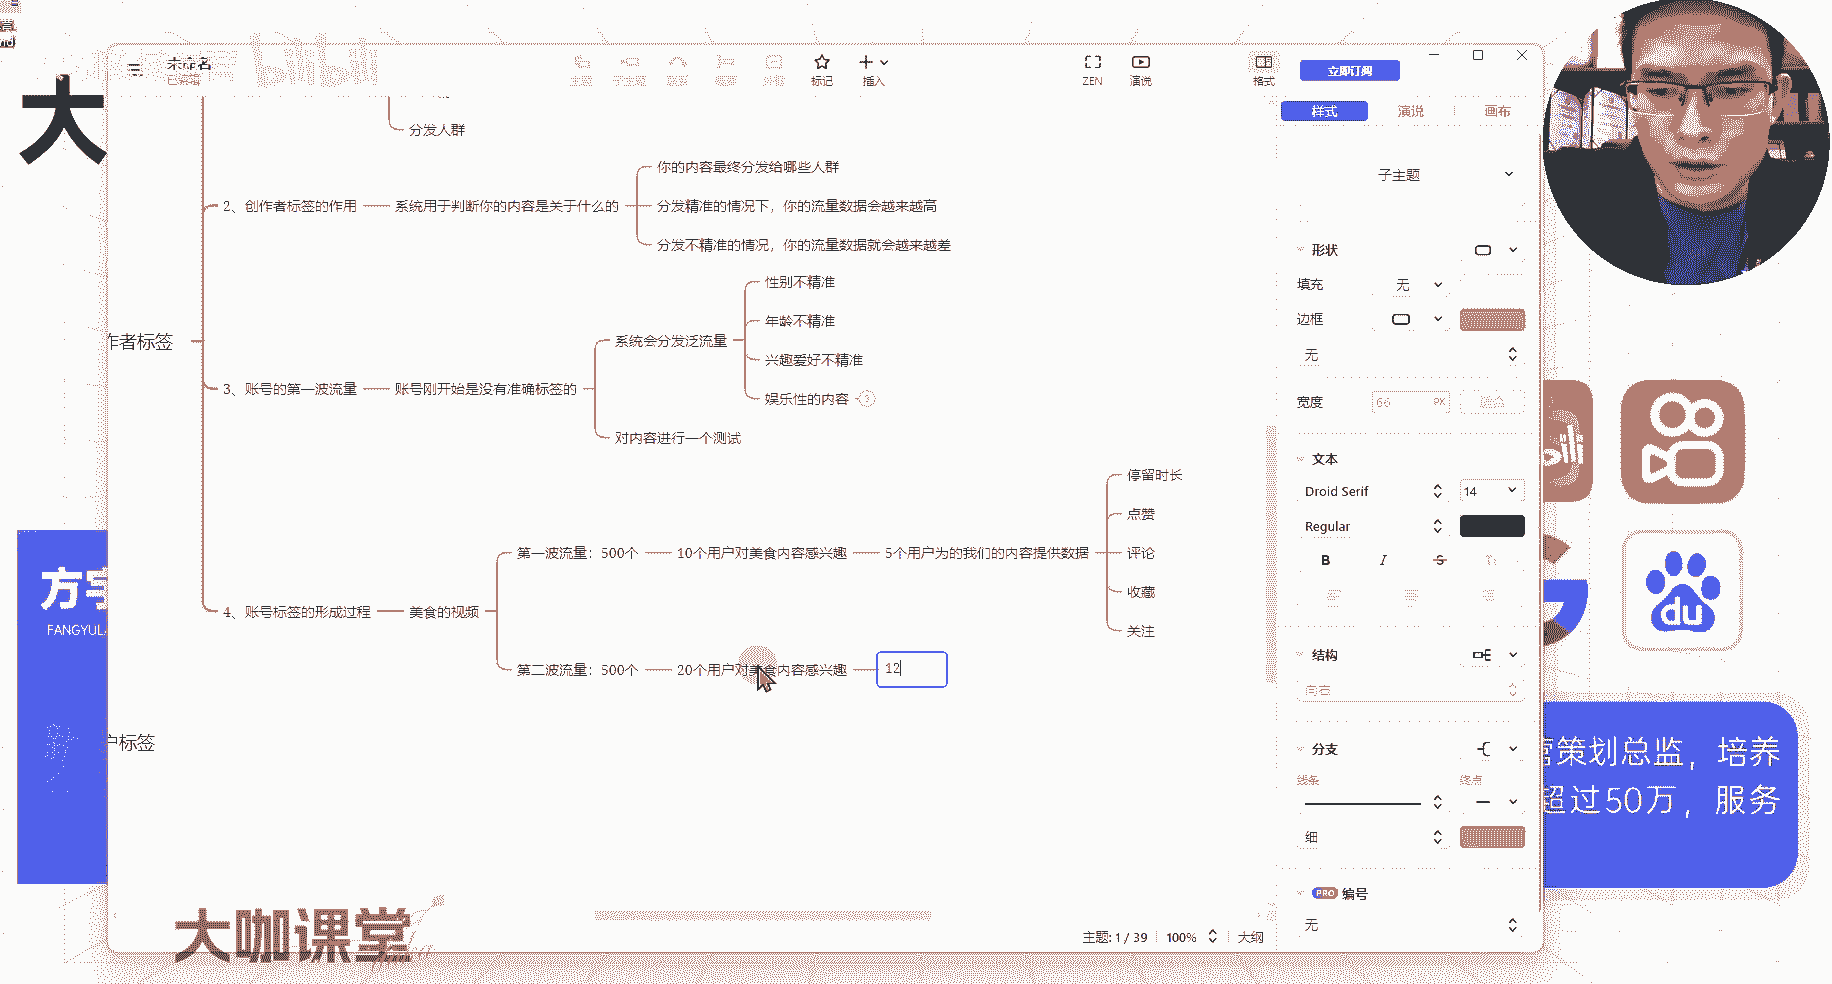 大
bilibili
未命名
已编辑
主题
子主题
标记
插入
ZEN
演说
格式
立即订阅
样式
演说
画布
分发人群
2、创作者标签的作用
系统用于判断你的内容是关于什么的
你的内容最终分发给哪些人群
分发精准的情况下，你的流量数据会越来越高
分发不精准的情况，你的流量数据就会越来越差
作者标签
3、账号的第一波流量
账号刚开始是没有准确标签的
系统会分发泛流量
性别不精准
年龄不精准
兴趣爱好不精准
娱乐性的内容
对内容进行一个测试
4、账号标签的形成过程
美食的视频
第一波流量：500个
10个用户对美食内容感兴趣
5个用户为的我们的内容提供数据
停留时长
点赞
评论
收藏
关注
第二波流量：500个
20个用户对美食内容感兴趣
12
户标签
子主题
形状
填充
无
边框
无
宽度
66
PX
文本
Droid Serif
14
Regular
B
I
S
结构
向右
分支
线条
终点
细
PRO 编号
无
主题: 1 / 39
100%
大纲
方宇
FANGYU
du
营策划总监，培养
超过50万，服务
大咖课堂